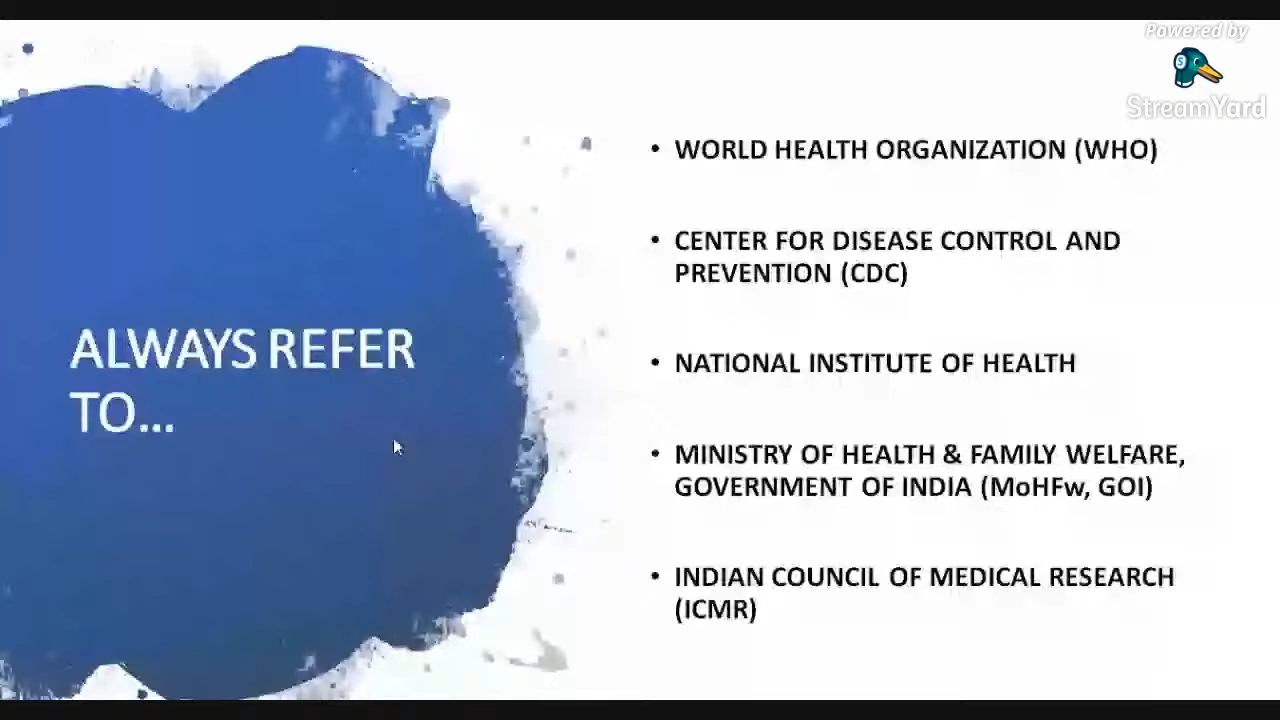 Powered by
StreamYard
ALWAYS REFER
TO...
• WORLD HEALTH ORGANIZATION (WHO)
• CENTER FOR DISEASE CONTROL AND
PREVENTION (CDC)
• NATIONAL INSTITUTE OF HEALTH
• MINISTRY OF HEALTH & FAMILY WELFARE,
GOVERNMENT OF INDIA (MoHFw, GOI)
• INDIAN COUNCIL OF MEDICAL RESEARCH
(ICMR)